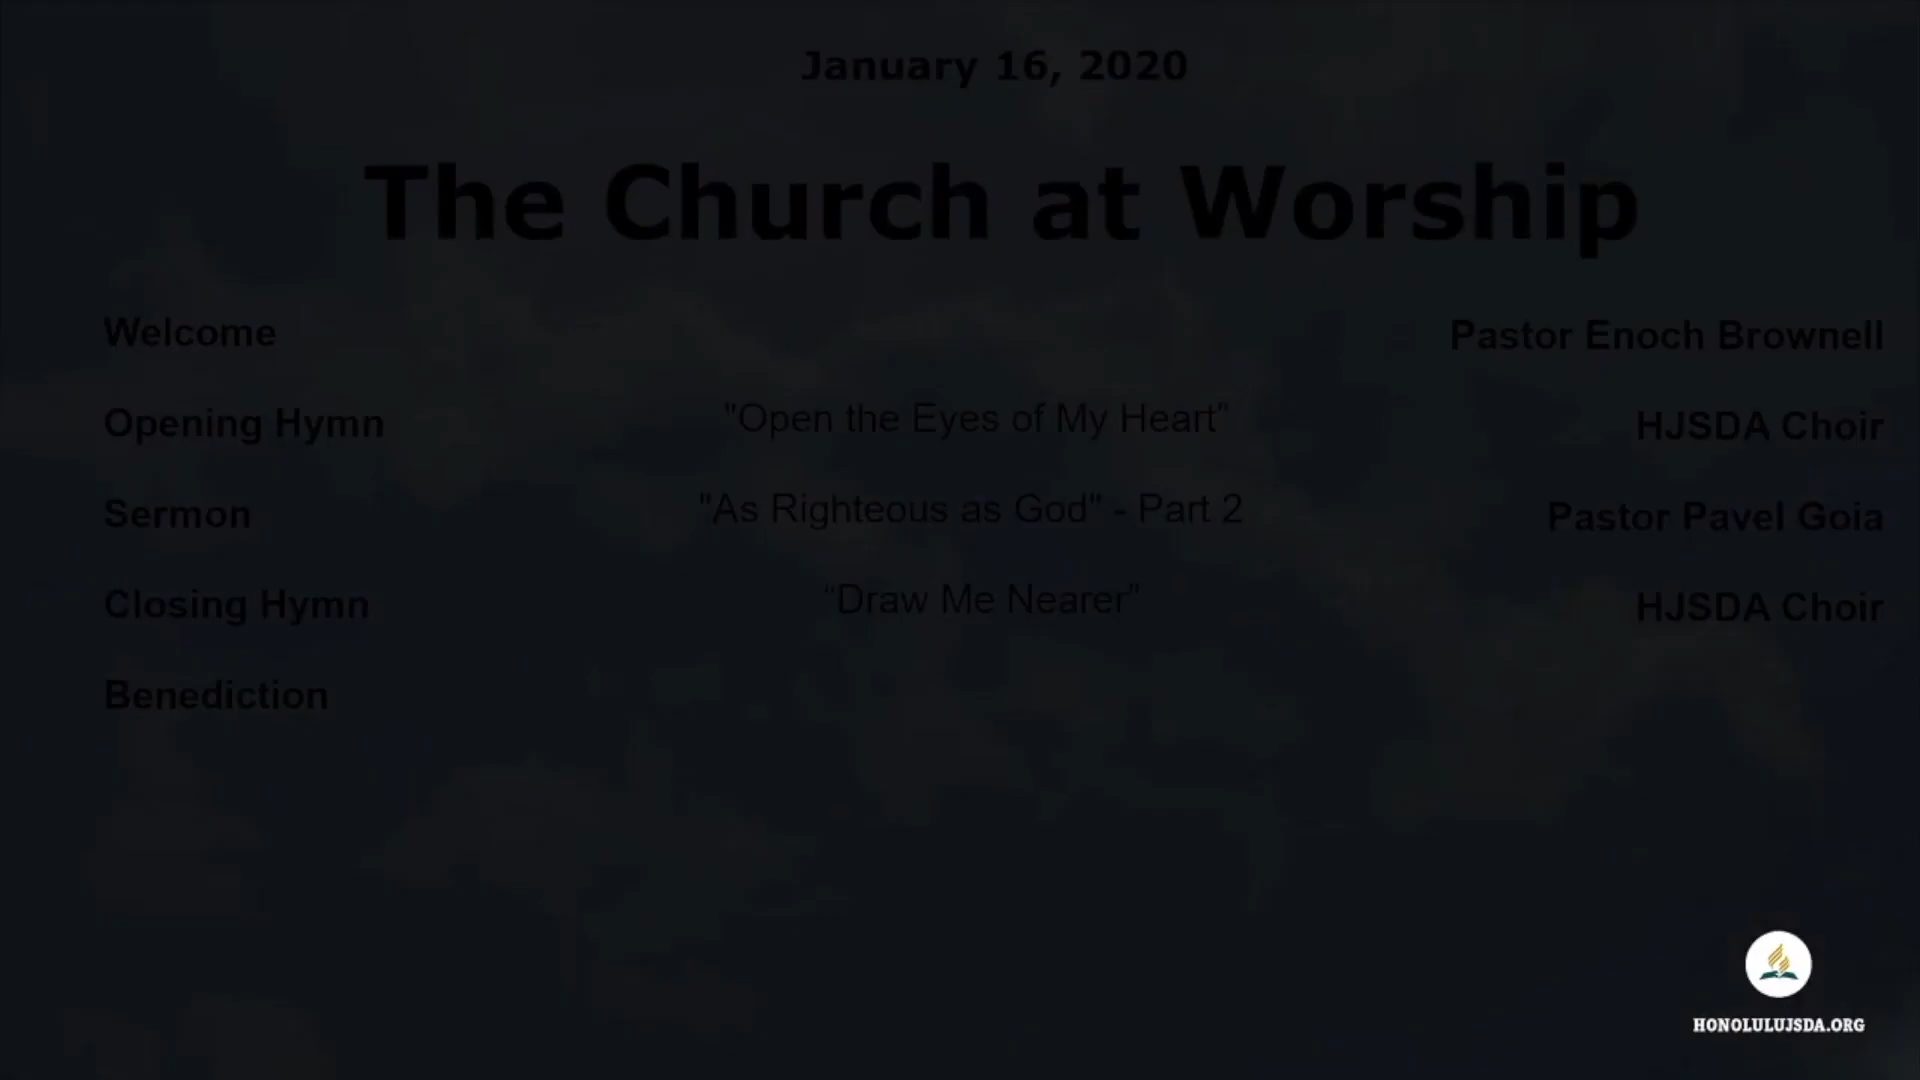 January 16, 2020
The Church at Worship
Welcome Pastor Enoch Brownell
Opening Hymn "Open the Eyes of My Heart" HJSDA Choir
Sermon "As Righteous as God" - Part 2 Pastor Pavel Goia
Closing Hymn “Draw Me Nearer” HJSDA Choir
Benediction
HONOLULUJSDA.ORG